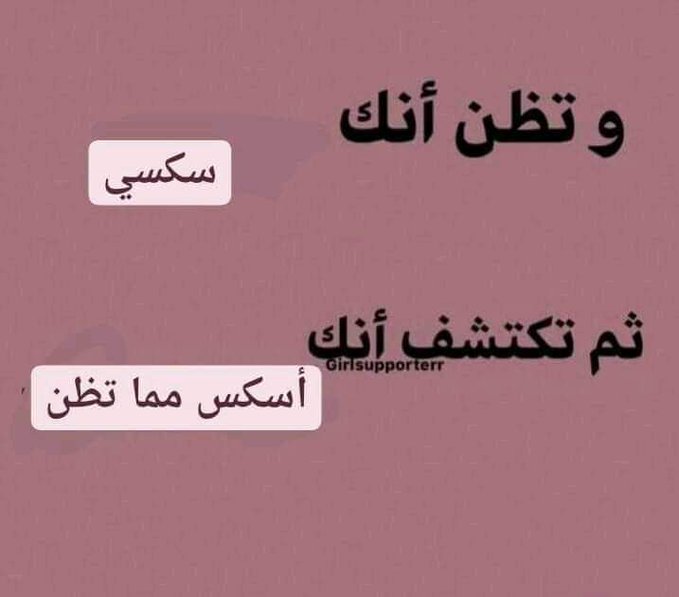 و تظن أنك
سكسي
ثم تكتشف أنك
Girlsupporterr
أسكس مما تظن